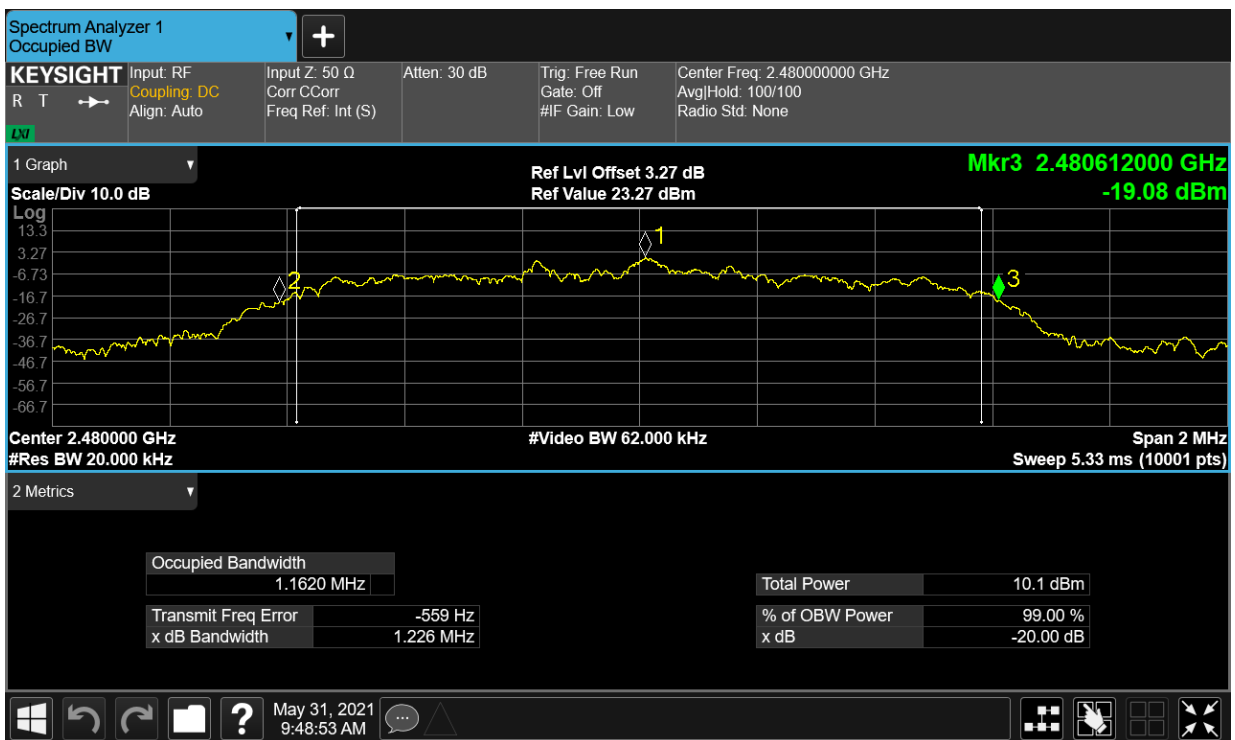 Spectrum Analyzer 1
Occupied BW
+
KEYSIGHT
R T
LXI
Input: RF
Coupling: DC
Align: Auto
Input Z: 50 Ω
Corr CCorr
Freq Ref: Int (S)
Atten: 30 dB
Trig: Free Run
Gate: Off
#IF Gain: Low
Center Freq: 2.480000000 GHz
Avg|Hold: 100/100
Radio Std: None
1 Graph
Scale/Div 10.0 dB
Ref Lvl Offset 3.27 dB
Ref Value 23.27 dBm
Mkr3 2.480612000 GHz
-19.08 dBm
Log
13.3
3.27
-6.73
-16.7
-26.7
-36.7
-46.7
-56.7
-66.7
1
2
3
Center 2.480000 GHz
#Res BW 20.000 kHz
#Video BW 62.000 kHz
Span 2 MHz
Sweep 5.33 ms (10001 pts)
2 Metrics
Occupied Bandwidth
1.1620 MHz
Transmit Freq Error -559 Hz
x dB Bandwidth 1.226 MHz
Total Power 10.1 dBm
% of OBW Power 99.00 %
x dB -20.00 dB
?
May 31, 2021
9:48:53 AM